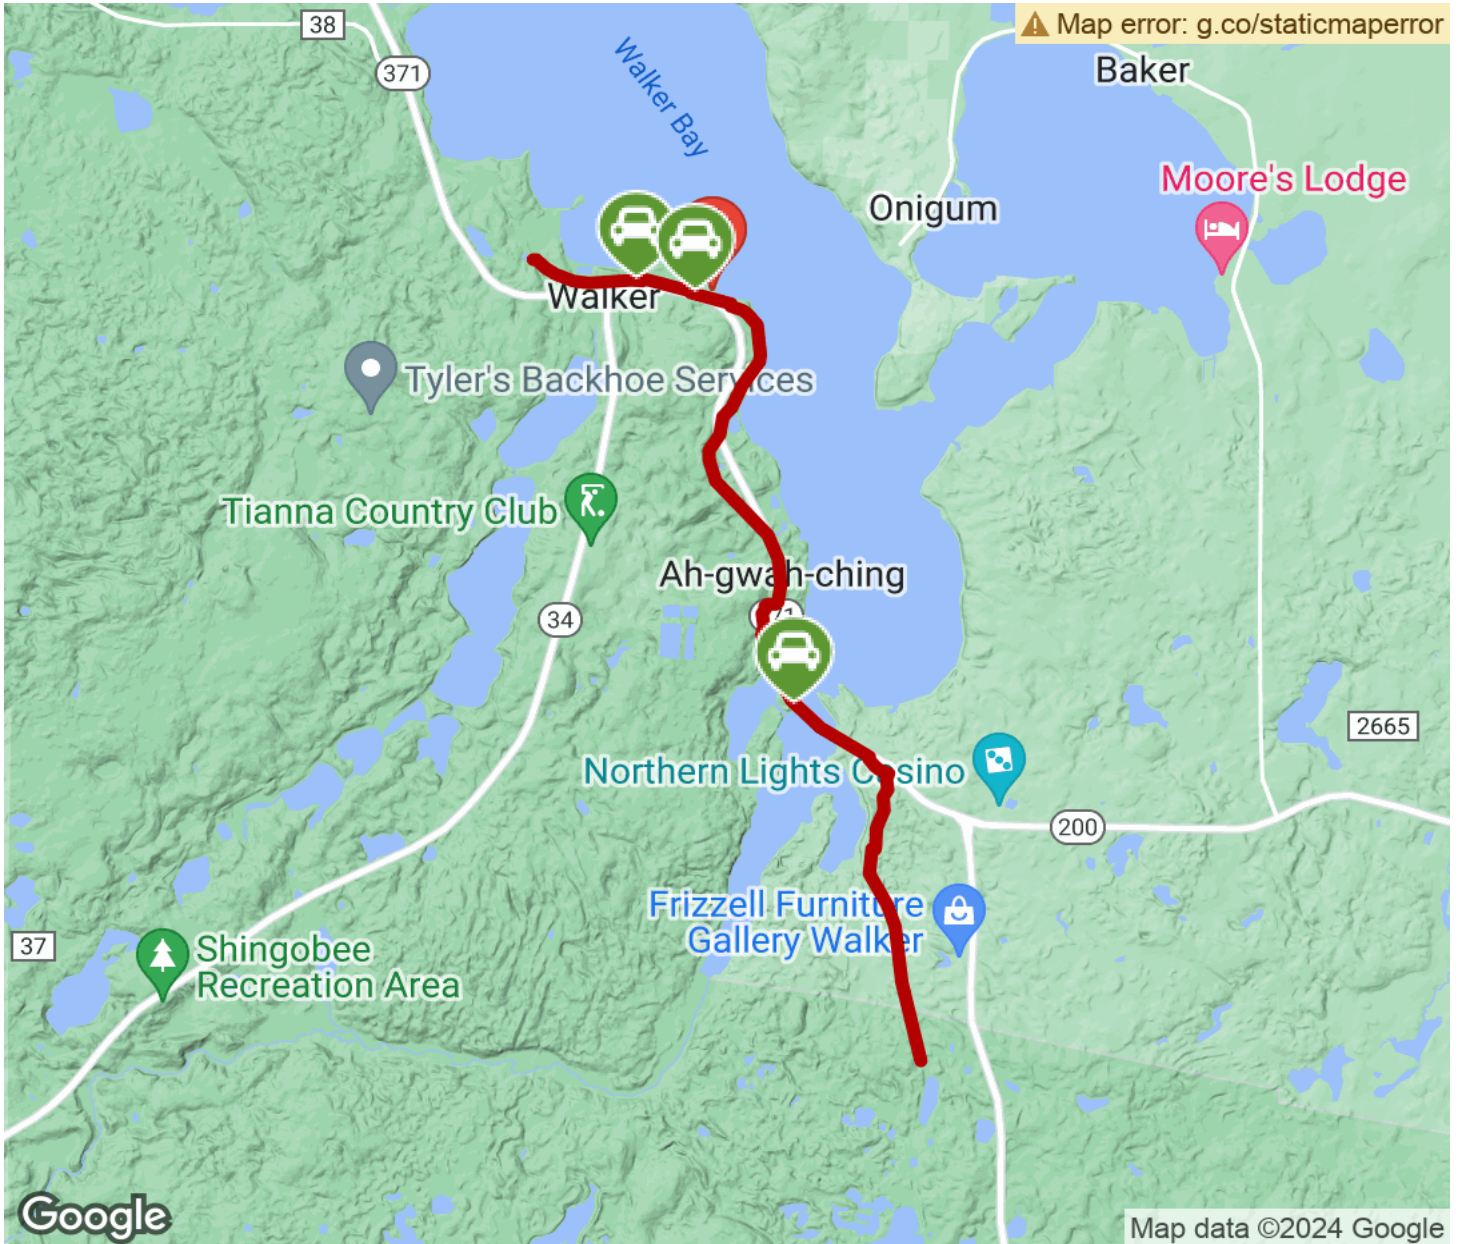 38
Map error: g.co/staticmaperror
371
Walker Bay
Baker
Moore's Lodge
Onigum
Walker
Tyler's Backhoe Services
Tianna Country Club
Ah-gwah-ching
34
2665
Northern Lights Casino
200
Frizzell Furniture
Gallery Walker
37
Shingobee
Recreation Area
Google
Map data ©2024 Google